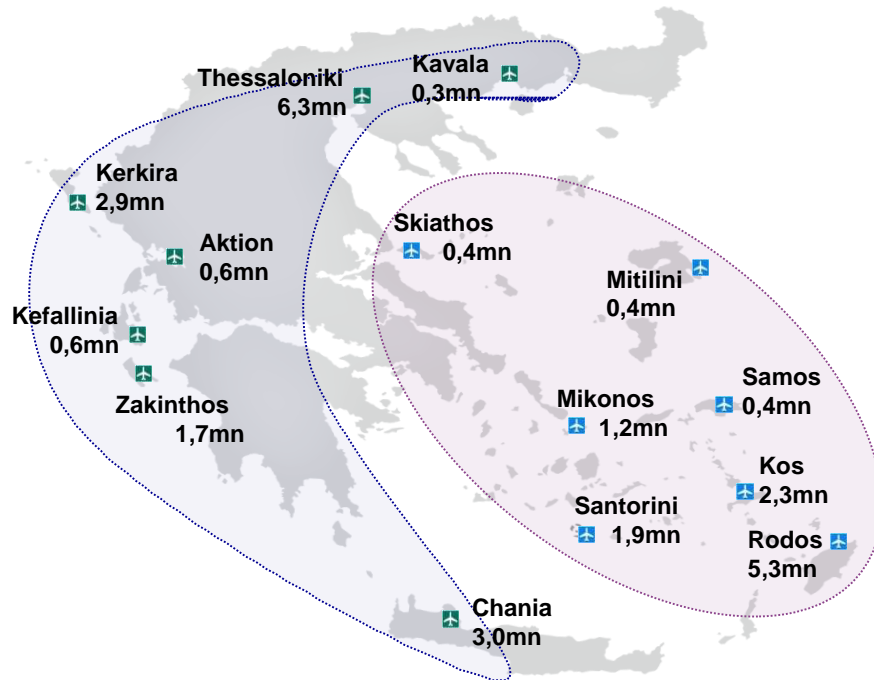 Kavala
0,3mn
Thessaloniki
6,3mn
Kerkira
2,9mn
Skiathos
0,4mn
Aktion
0,6mn
Mitilini
0,4mn
Kefallinia
0,6mn
Zakinthos
1,7mn
Samos
0,4mn
Mikonos
1,2mn
Kos
2,3mn
Santorini
1,9mn
Rodos
5,3mn
Chania
3,0mn